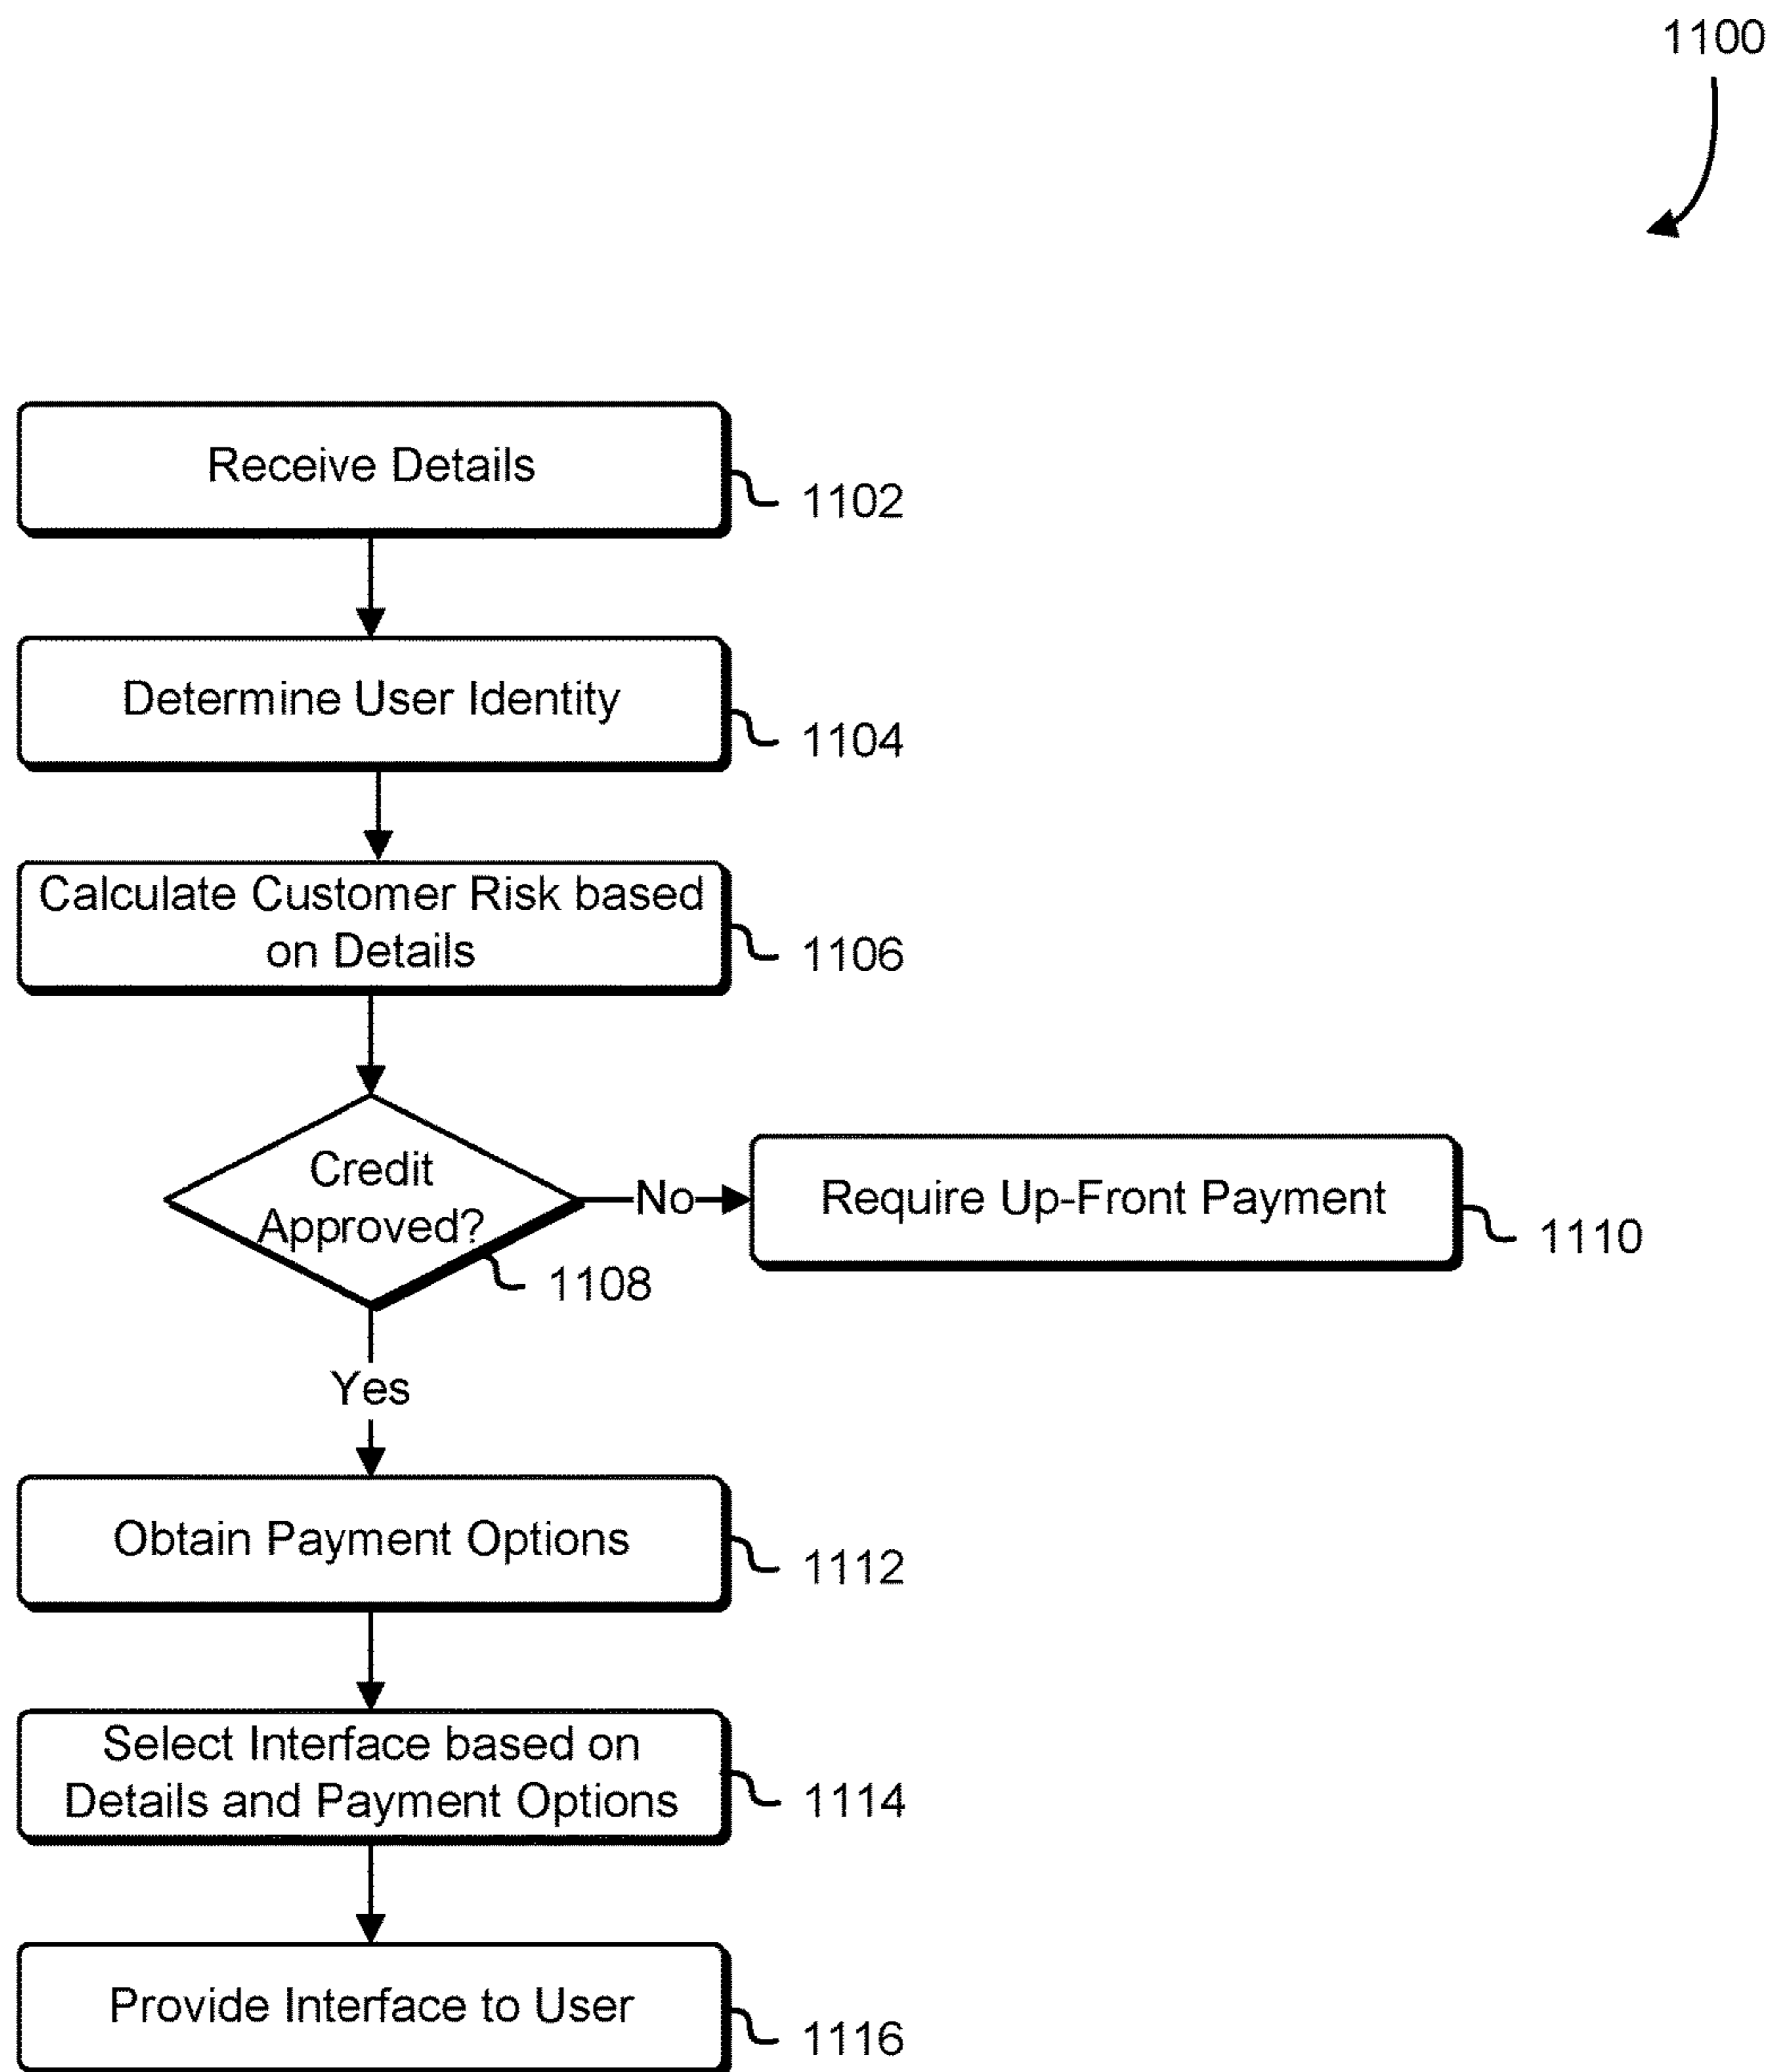 1100
Receive Details
1102
Determine User Identity
1104
Calculate Customer Risk based
on Details
1106
Credit
Approved?
1108
No
Require Up-Front Payment
1110
Yes
Obtain Payment Options
1112
Select Interface based on
Details and Payment Options
1114
Provide Interface to User
1116